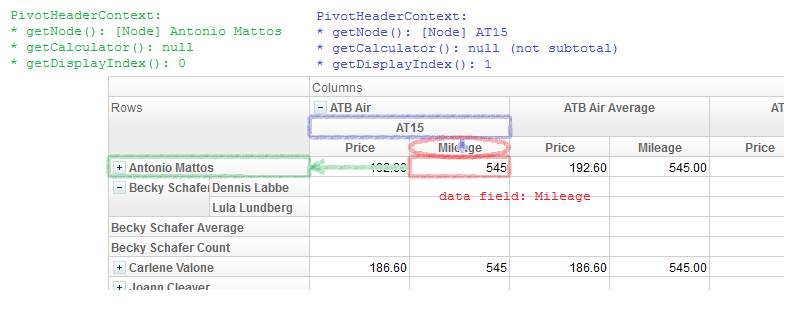 PivotHeaderContext:
* getNode(): [Node] Antonio Mattos
* getCalculator(): null
* getDisplayIndex(): 0
PivotHeaderContext:
* getNode(): [Node] AT15
* getCalculator(): null (not subtotal)
* getDisplayIndex(): 1
Columns
Rows
ATB Air
ATB Air Average
AT
AT15
Price Mileage Price Mileage Price
Antonio Mattos 192.60 545 192.60 545.00
data field: Mileage
Becky Schafer Dennis Labbe
Lula Lundberg
Becky Schafer Average
Becky Schafer Count
Carlene Valone 186.60 545 186.60 545.00
Joann Cleaver